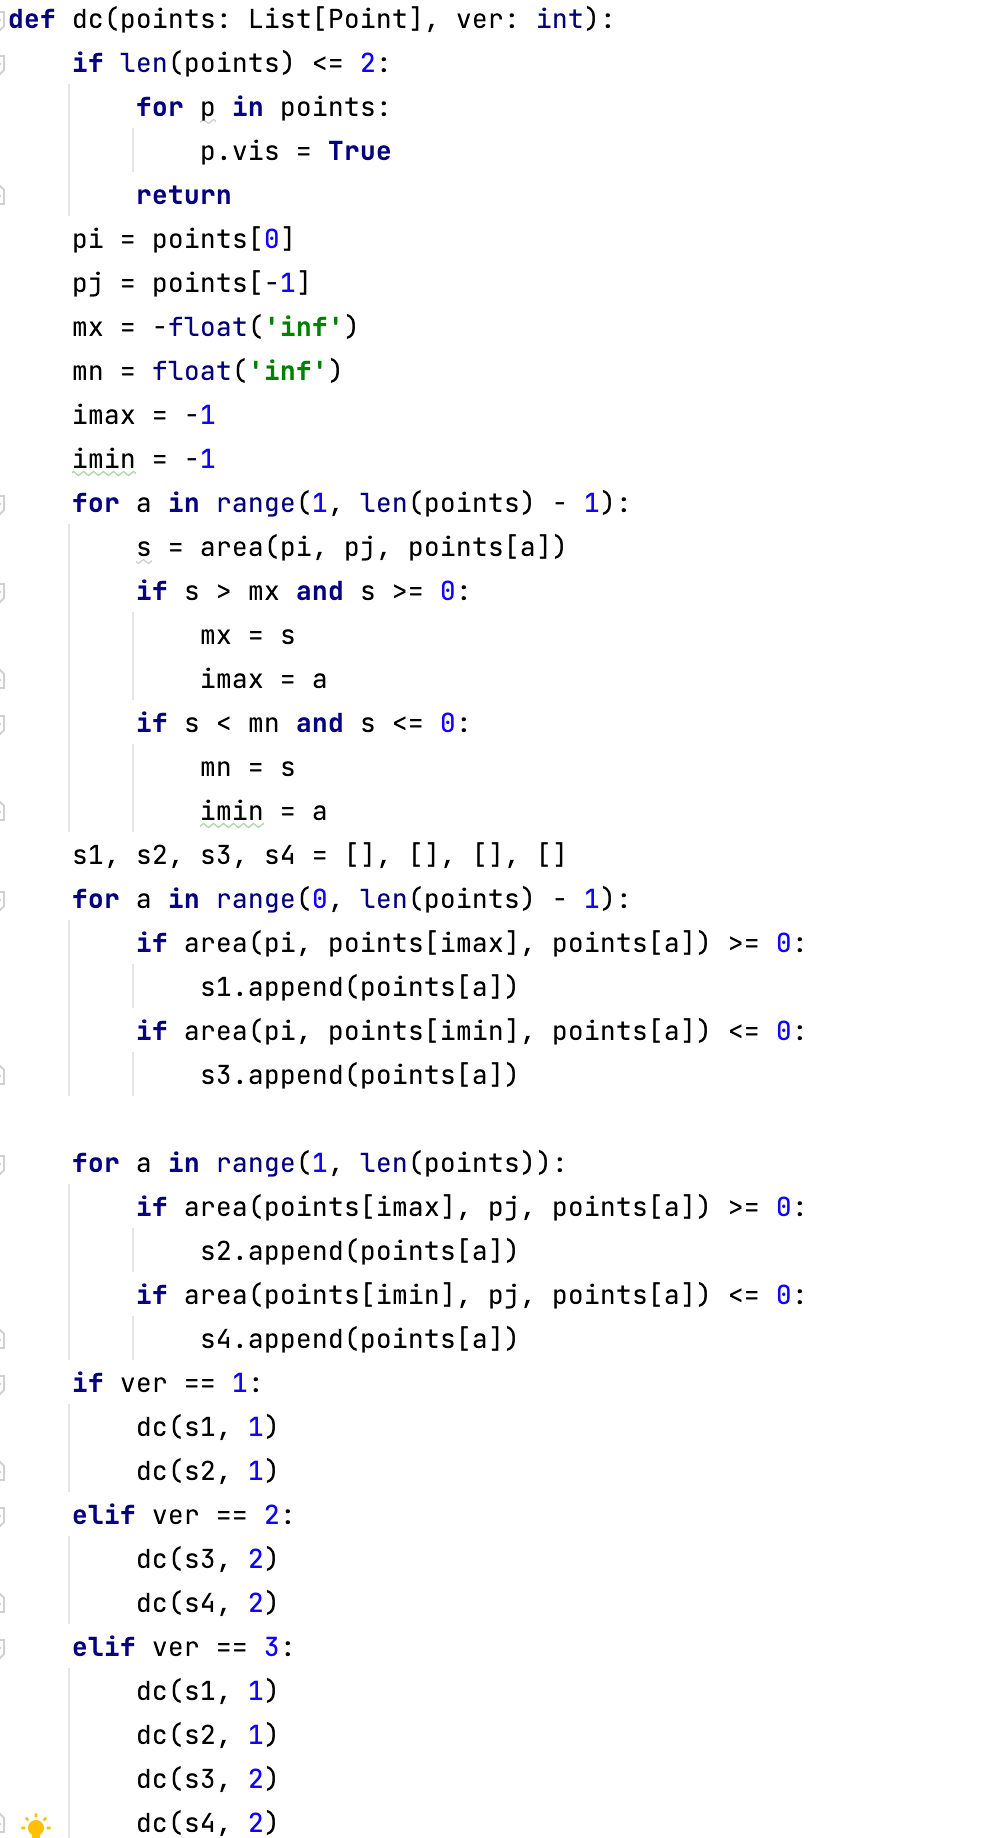 def dc(points: List[Point], ver: int):
    if len(points) <= 2:
        for p in points:
            p.vis = True
        return
    pi = points[0]
    pj = points[-1]
    mx = -float('inf')
    mn = float('inf')
    imax = -1
    imin = -1
    for a in range(1, len(points) - 1):
        s = area(pi, pj, points[a])
        if s > mx and s >= 0:
            mx = s
            imax = a
        if s < mn and s <= 0:
            mn = s
            imin = a
    s1, s2, s3, s4 = [], [], [], []
    for a in range(0, len(points) - 1):
        if area(pi, points[imax], points[a]) >= 0:
            s1.append(points[a])
        if area(pi, points[imin], points[a]) <= 0:
            s3.append(points[a])

    for a in range(1, len(points)):
        if area(points[imax], pj, points[a]) >= 0:
            s2.append(points[a])
        if area(points[imin], pj, points[a]) <= 0:
            s4.append(points[a])
    if ver == 1:
        dc(s1, 1)
        dc(s2, 1)
    elif ver == 2:
        dc(s3, 2)
        dc(s4, 2)
    elif ver == 3:
        dc(s1, 1)
        dc(s2, 1)
        dc(s3, 2)
        dc(s4, 2)